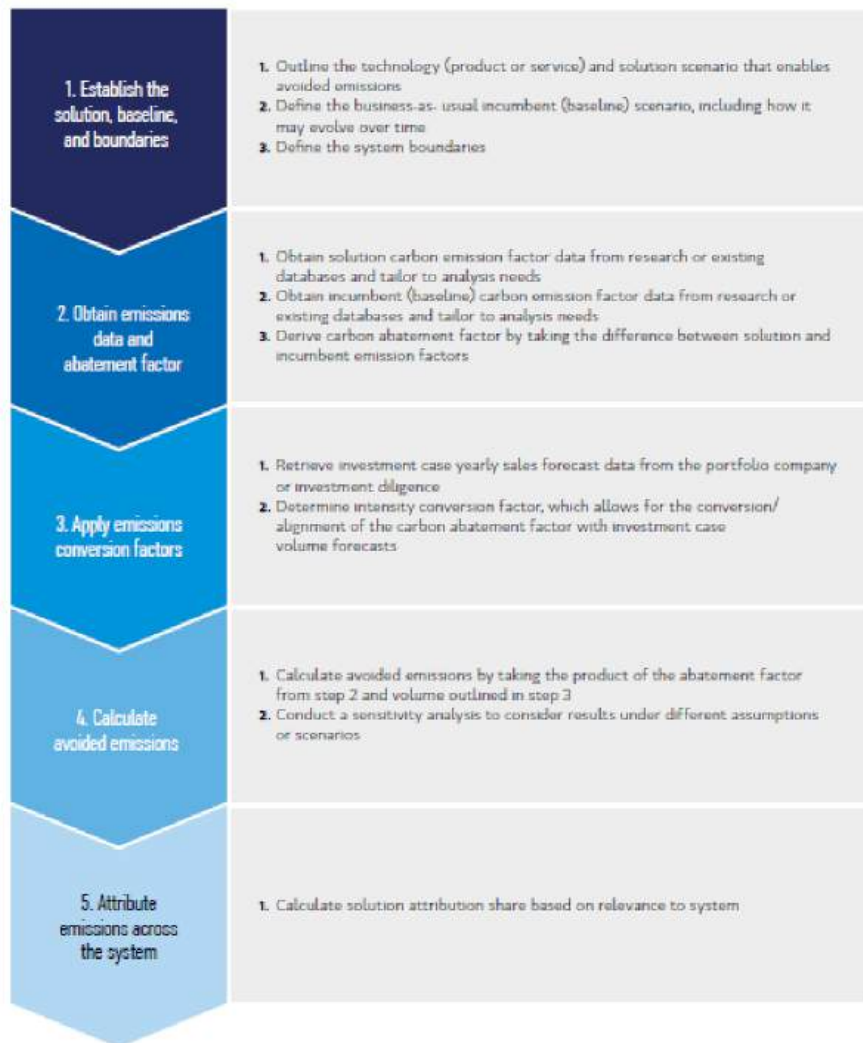 1. Establish the
solution, baseline,
and boundaries
1. Outline the technology (product or service) and solution scenario that enables
avoided emissions
2. Define the business-as- usual incumbent (baseline) scenario, including how it
may evolve over time
3. Define the system boundaries
2. Obtain emissions
data and
abatement factor
1. Obtain solution carbon emission factor data from research or existing
databases and tailor to analysis needs
2. Obtain incumbent (baseline) carbon emission factor data from research or
existing databases and tailor to analysis needs
3. Derive carbon abatement factor by taking the difference between solution and
incumbent emission factors
3. Apply emissions
conversion factors
1. Retrieve investment case yearly sales forecast data from the portfolio company
or investment diligence
2. Determine intensity conversion factor, which allows for the conversion/
alignment of the carbon abatement factor with investment case
volume forecasts
4. Calculate
avoided emissions
1. Calculate avoided emissions by taking the product of the abatement factor
from step 2 and volume outlined in step 3
2. Conduct a sensitivity analysis to consider results under different assumptions
or scenarios
5. Attribute
emissions across
the system
1. Calculate solution attribution share based on relevance to system